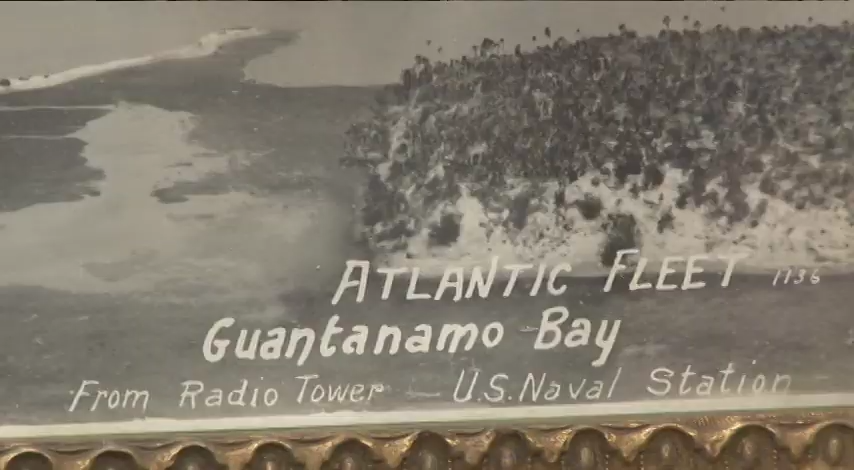 ATLANTIC FLEET 1136
Guantanamo Bay
From Radio Tower — U.S. Naval Station